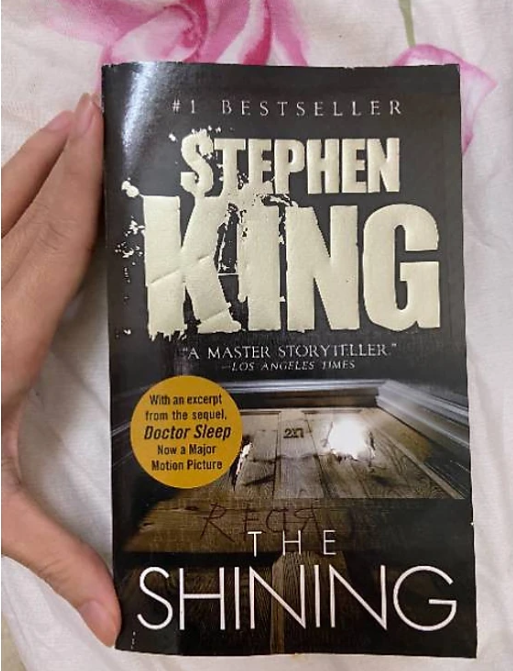 #1 BESTSELLER
STEPHEN
KING
"A MASTER STORYTELLER."
—LOS ANGELES TIMES
With an excerpt
from the sequel,
Doctor Sleep
Now a Major
Motion Picture
217
THE
SHINING